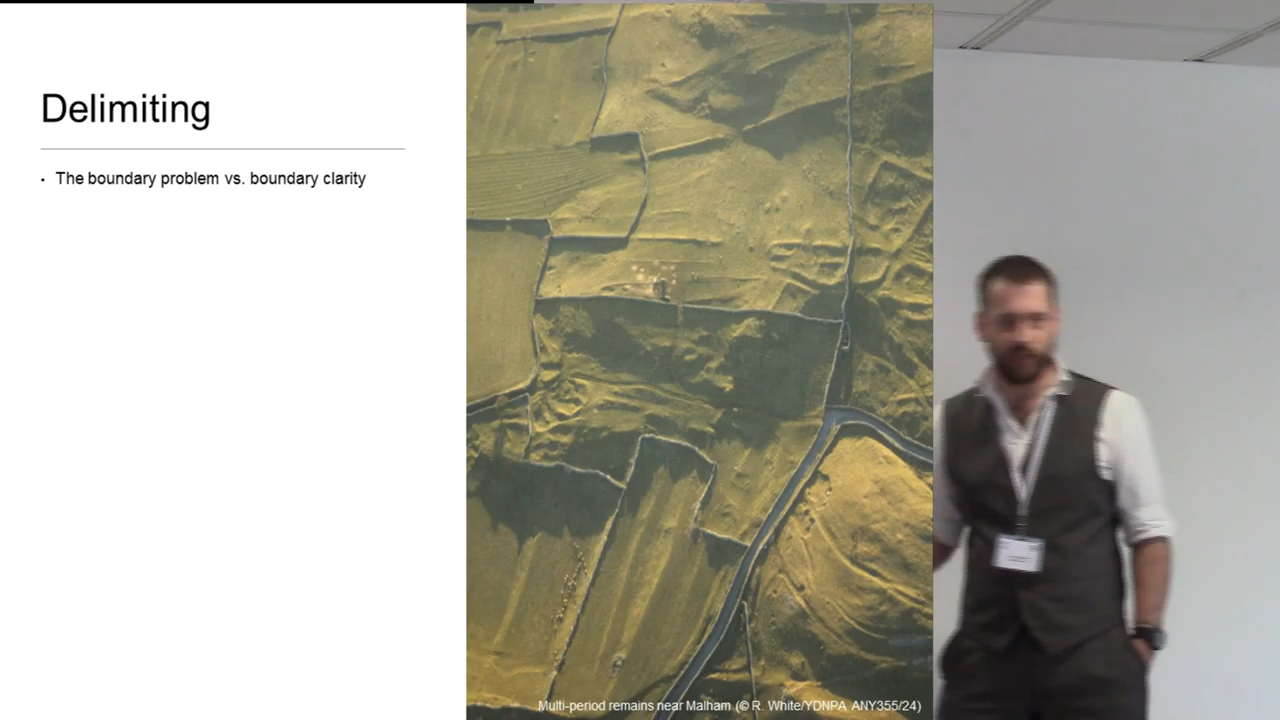 Delimiting
• The boundary problem vs. boundary clarity
Multi-period remains near Malham (© R. White/YDNPA ANY355/24)